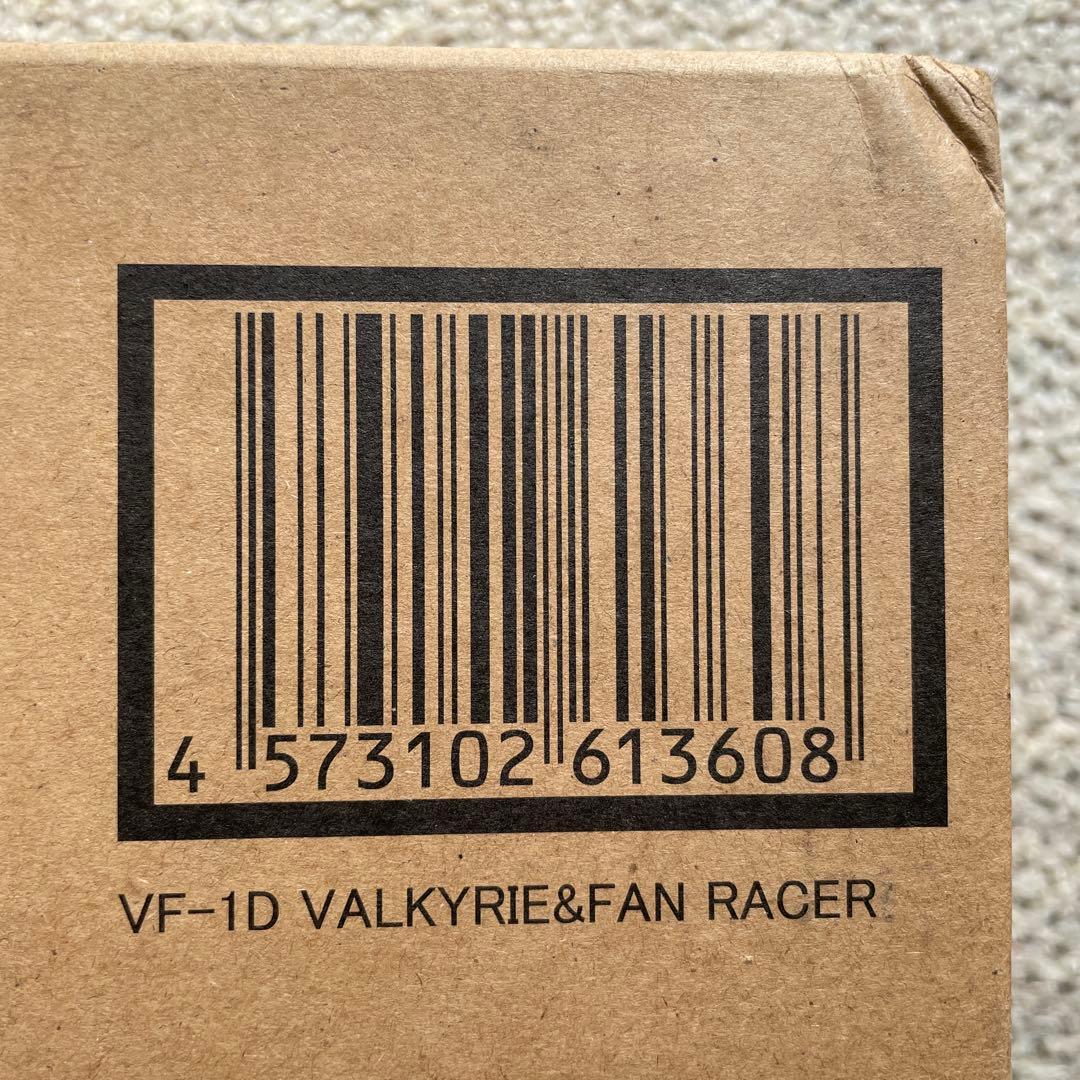 4 573102 613608
VF-1D VALKYRIE&FAN RACER